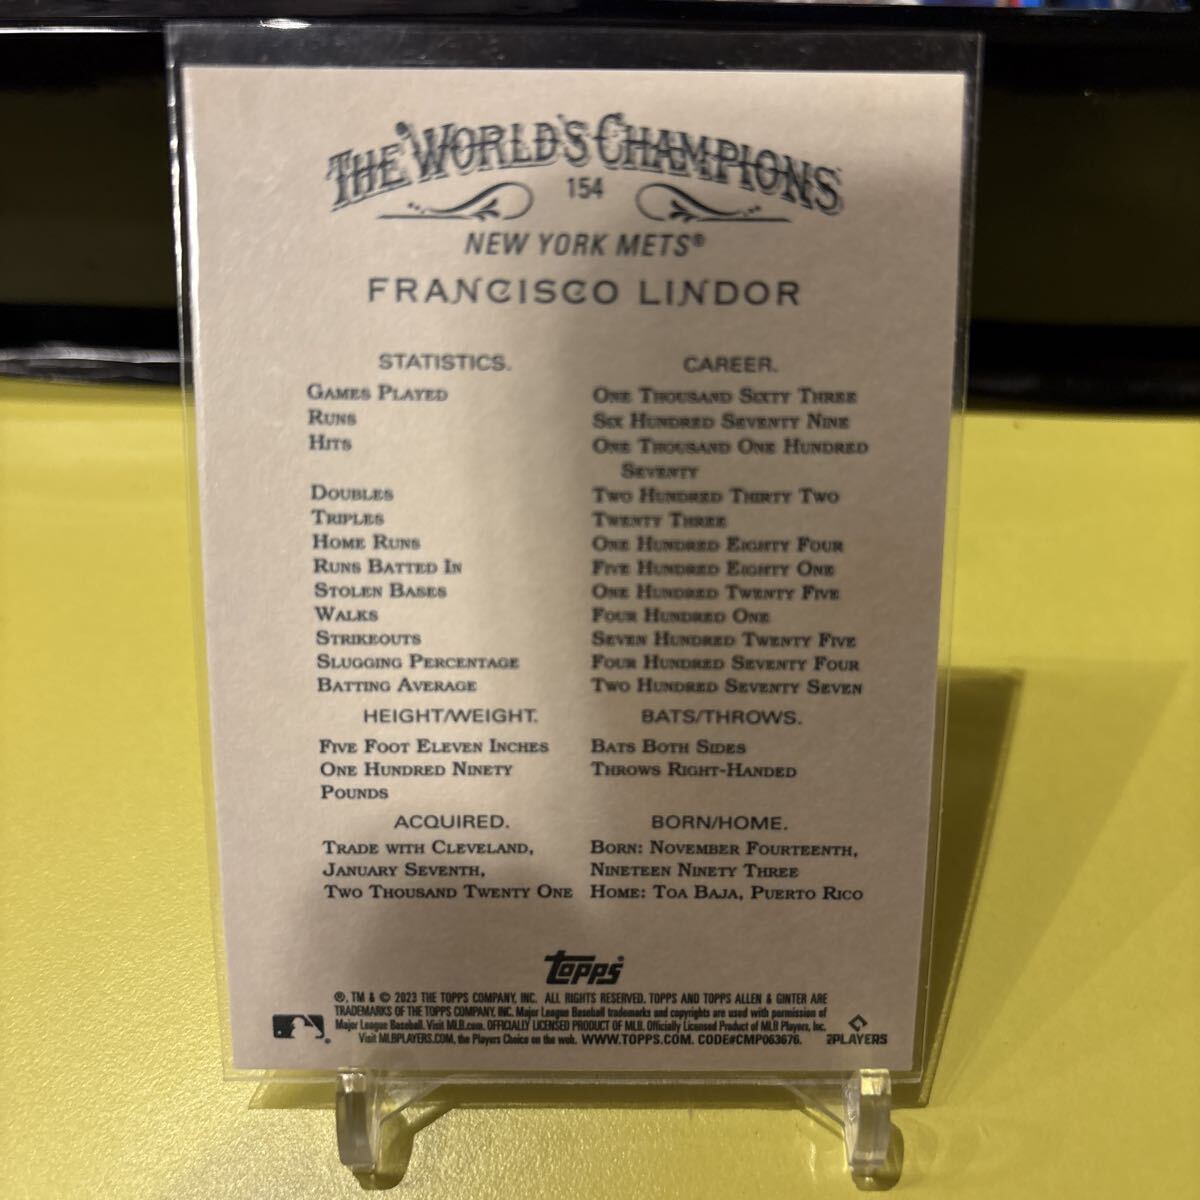 THE WORLD'S CHAMPIONS
154
NEW YORK METS®
FRANCISCO LINDOR
STATISTICS. CAREER.
GAMES PLAYED ONE THOUSAND SIXTY THREE
RUNS SIX HUNDRED SEVENTY NINE
HITS ONE THOUSAND ONE HUNDRED
SEVENTY
DOUBLES TWO HUNDRED THIRTY TWO
TRIPLES TWENTY THREE
HOME RUNS ONE HUNDRED EIGHTY FOUR
RUNS BATTED IN FIVE HUNDRED EIGHTY ONE
STOLEN BASES ONE HUNDRED TWENTY FIVE
WALKS FOUR HUNDRED ONE
STRIKEOUTS SEVEN HUNDRED TWENTY FIVE
SLUGGING PERCENTAGE FOUR HUNDRED SEVENTY FOUR
BATTING AVERAGE TWO HUNDRED SEVENTY SEVEN
HEIGHT/WEIGHT. BATS/THROWS.
FIVE FOOT ELEVEN INCHES BATS BOTH SIDES
ONE HUNDRED NINETY THROWS RIGHT-HANDED
POUNDS
ACQUIRED. BORN/HOME.
TRADE WITH CLEVELAND, BORN: NOVEMBER FOURTEENTH,
JANUARY SEVENTH, NINETEEN NINETY THREE
TWO THOUSAND TWENTY ONE HOME: TOA BAJA, PUERTO RICO
topps®
®, TM & © 2023 THE TOPPS COMPANY, INC. ALL RIGHTS RESERVED. TOPPS AND TOPPS ALLEN & GINTER ARE
TRADEMARKS OF THE TOPPS COMPANY, INC. Major League Baseball trademarks and copyrights are used with permission of
Major League Baseball. Visit MLB.com. OFFICIALLY LICENSED PRODUCT OF MLB. Officially Licensed Product of MLB Players, Inc.
Visit MLBPLAYERS.COM, the Players Choice on the web. WWW.TOPPS.COM. CODE#CMP063676.
PLAYERS